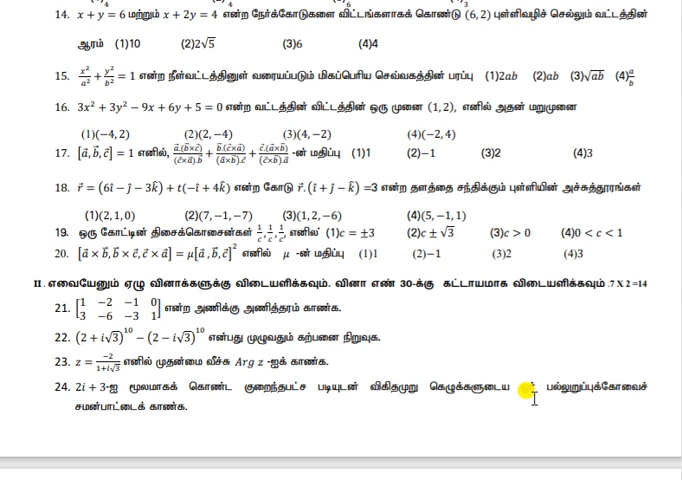 14. x + y = 6 மற்றும் x + 2y = 4 என்ற நேர்க்கோடுகளை விட்டங்களாகக் கொண்டு (6, 2) புள்ளிவழிச் செல்லும் வட்டத்தின்
ஆரம் (1)10 (2)2√5 (3)6 (4)4
15. x²/a² + y²/b² = 1 என்ற நீள்வட்டத்தினுள் வரையப்படும் மிகப்பெரிய செவ்வகத்தின் பரப்பு (1)2ab (2)ab (3)√ab (4)a/b
16. 3x² + 3y² − 9x + 6y + 5 = 0 என்ற வட்டத்தின் விட்டத்தின் ஒரு முனை (1, 2), எனில் அதன் மறுமுனை
(1)(−4, 2) (2)(2, −4) (3)(4, −2) (4)(−2, 4)
17. [a⃗, b⃗, c⃗] = 1 எனில், a⃗.(b⃗×c⃗)/(c⃗×a⃗).b⃗ + b⃗.(c⃗×a⃗)/(a⃗×b⃗).c⃗ + c⃗.(a⃗×b⃗)/(c⃗×b⃗).a⃗ -ன் மதிப்பு (1)1 (2)−1 (3)2 (4)3
18. r⃗ = (6î − ĵ − 3k̂) + t(−î + 4k̂) என்ற கோடு r⃗. (î + ĵ − k̂) =3 என்ற தளத்தை சந்திக்கும் புள்ளியின் அச்சுத்தூரங்கள்
(1)(2, 1, 0) (2)(7, −1, −7) (3)(1, 2, −6) (4)(5, −1, 1)
19. ஒரு கோட்டின் திசைக்கொசைன்கள் 1/c, 1/c, 1/c, எனில் (1)c = ±3 (2)c ± √3 (3)c > 0 (4)0 < c < 1
20. [a⃗ × b⃗, b⃗ × c⃗, c⃗ × a⃗] = μ[a⃗ , b⃗, c⃗]² எனில் μ -ன் மதிப்பு (1)1 (2)−1 (3)2 (4)3
II . எவையேனும் ஏழு வினாக்களுக்கு விடையளிக்கவும். வினா எண் 30-க்கு கட்டாயமாக விடையளிக்கவும் .7 X 2 =14
21. [1 −2 −1 0
3 −6 −3 1] என்ற அணிக்கு அணித்தரம் காண்க.
22. (2 + i√3)¹⁰ − (2 − i√3)¹⁰ என்பது முழுவதும் கற்பனை நிறுவுக.
23. z = −2/1+i√3 எனில் முதன்மை வீச்சு Arg z -ஐக் காண்க.
24. 2i + 3-ஐ மூலமாகக் கொண்ட குறைந்தபட்ச படியுடன் விகிதமுறு கெழுக்களுடைய பல்லுறுப்புக்கோவைச்
சமன்பாட்டைக் காண்க.